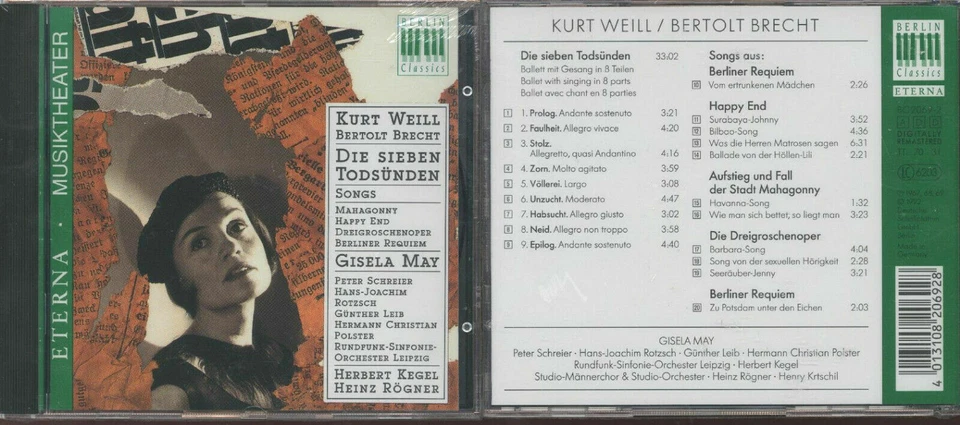 ETERNA · MUSIKTHEATER
BERLIN
Classics
KURT WEILL
BERTOLT BRECHT
DIE SIEBEN
TODSÜNDEN
SONGS
MAHAGONNY
HAPPY END
DREIGROSCHENOPER
BERLINER REQUIEM
GISELA MAY
PETER SCHREIER
HANS-JOACHIM
ROTZSCH
GÜNTHER LEIB
HERMANN CHRISTIAN
POLSTER
RUNDFUNK-SINFONIE-
ORCHESTER LEIPZIG
HERBERT KEGEL
HEINZ RÖGNER
KURT WEILL / BERTOLT BRECHT
Die sieben Todsünden 33:02
Ballett mit Gesang in 8 Teilen
Ballet with singing in 8 parts
Ballet avec chant en 8 parties
1 1. Prolog. Andante sostenuto 3:21
2 2. Faulheit. Allegro vivace 4:20
3 3. Stolz.
Allegretto, quasi Andantino 4:16
4 4. Zorn. Molto agitato 3:59
5 5. Völlerei. Largo 3:08
6 6. Unzucht. Moderato 4:47
7 7. Habsucht. Allegro giusto 3:02
8 8. Neid. Allegro non troppo 3:58
9 9. Epilog. Andante sostenuto 4:40
Songs aus:
Berliner Requiem
10 Vom ertrunkenen Mädchen 2:26
Happy End
11 Surabaya-Johnny 3:52
12 Bilbao-Song 4:36
13 Was die Herren Matrosen sagen 6:31
14 Ballade von der Höllen-Lili 2:21
Aufstieg und Fall
der Stadt Mahagonny
15 Havanna-Song 1:32
16 Wie man sich bettet, so liegt man 3:23
Die Dreigroschenoper
17 Barbara-Song 4:04
18 Song von der sexuellen Hörigkeit 2:28
19 Seeräuber-Jenny 3:21
Berliner Requiem
20 Zu Potsdam unter den Eichen 2:03
GISELA MAY
Peter Schreier · Hans-Joachim Rotzsch · Günther Leib · Hermann Christian Polster
Rundfunk-Sinfonie-Orchester Leipzig · Herbert Kegel
Studio-Männerchor & Studio-Orchester · Heinz Rögner · Henry Krtschil
BERLIN
Classics
ETERNA
DIGITALLY
REMASTERED
Made in
Germany
4 013108 206928